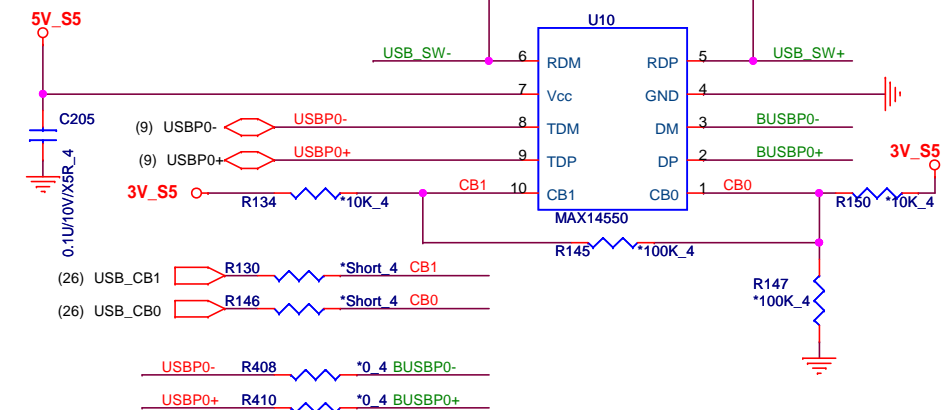 5V_S5
U10
USB_SW- 6 RDM RDP 5 USB_SW+
7 Vcc GND 4
C205
0.1U/10V/X5R_4
(9) USBP0- USBP0- 8 TDM DM 3 BUSBP0-
(9) USBP0+ USBP0+ 9 TDP DP 2 BUSBP0+
3V_S5
3V_S5 R134 *10K_4 CB1 10 CB1 CB0 1 CB0 R150 *10K_4
MAX14550
R145 *100K_4
(26) USB_CB1 R130 *Short_4 CB1
(26) USB_CB0 R146 *Short_4 CB0
R147
*100K_4
USBP0- R408 *0_4 BUSBP0-
USBP0+ R410 *0_4 BUSBP0+